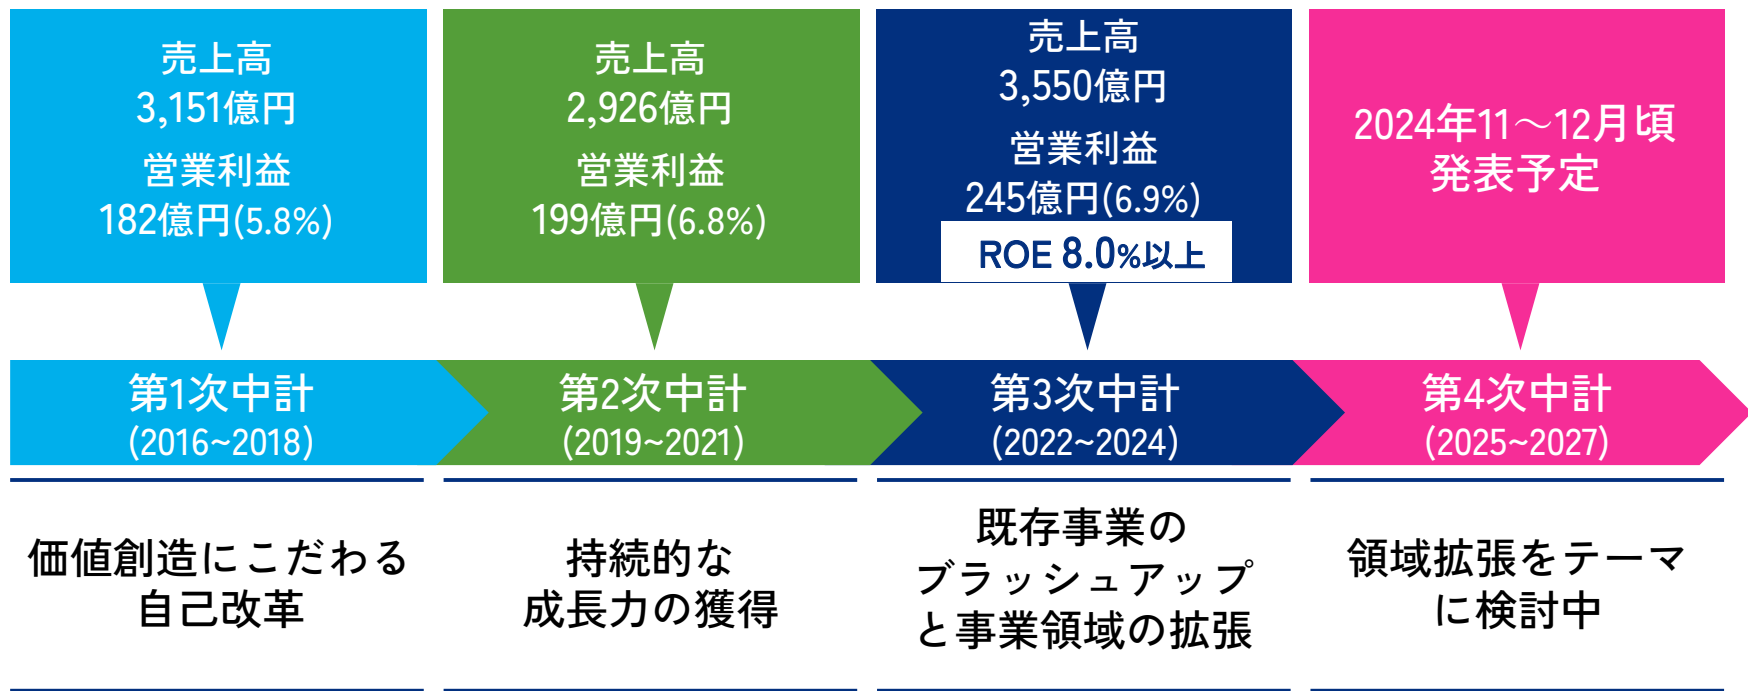 売上高
3,151億円
営業利益
182億円(5.8%)
売上高
2,926億円
営業利益
199億円(6.8%)
売上高
3,550億円
営業利益
245億円(6.9%)
ROE 8.0%以上
2024年11～12月頃
発表予定
第1次中計
(2016~2018)
第2次中計
(2019~2021)
第3次中計
(2022~2024)
第4次中計
(2025~2027)
価値創造にこだわる
自己改革
持続的な
成長力の獲得
既存事業の
ブラッシュアップ
と事業領域の拡張
領域拡張をテーマ
に検討中